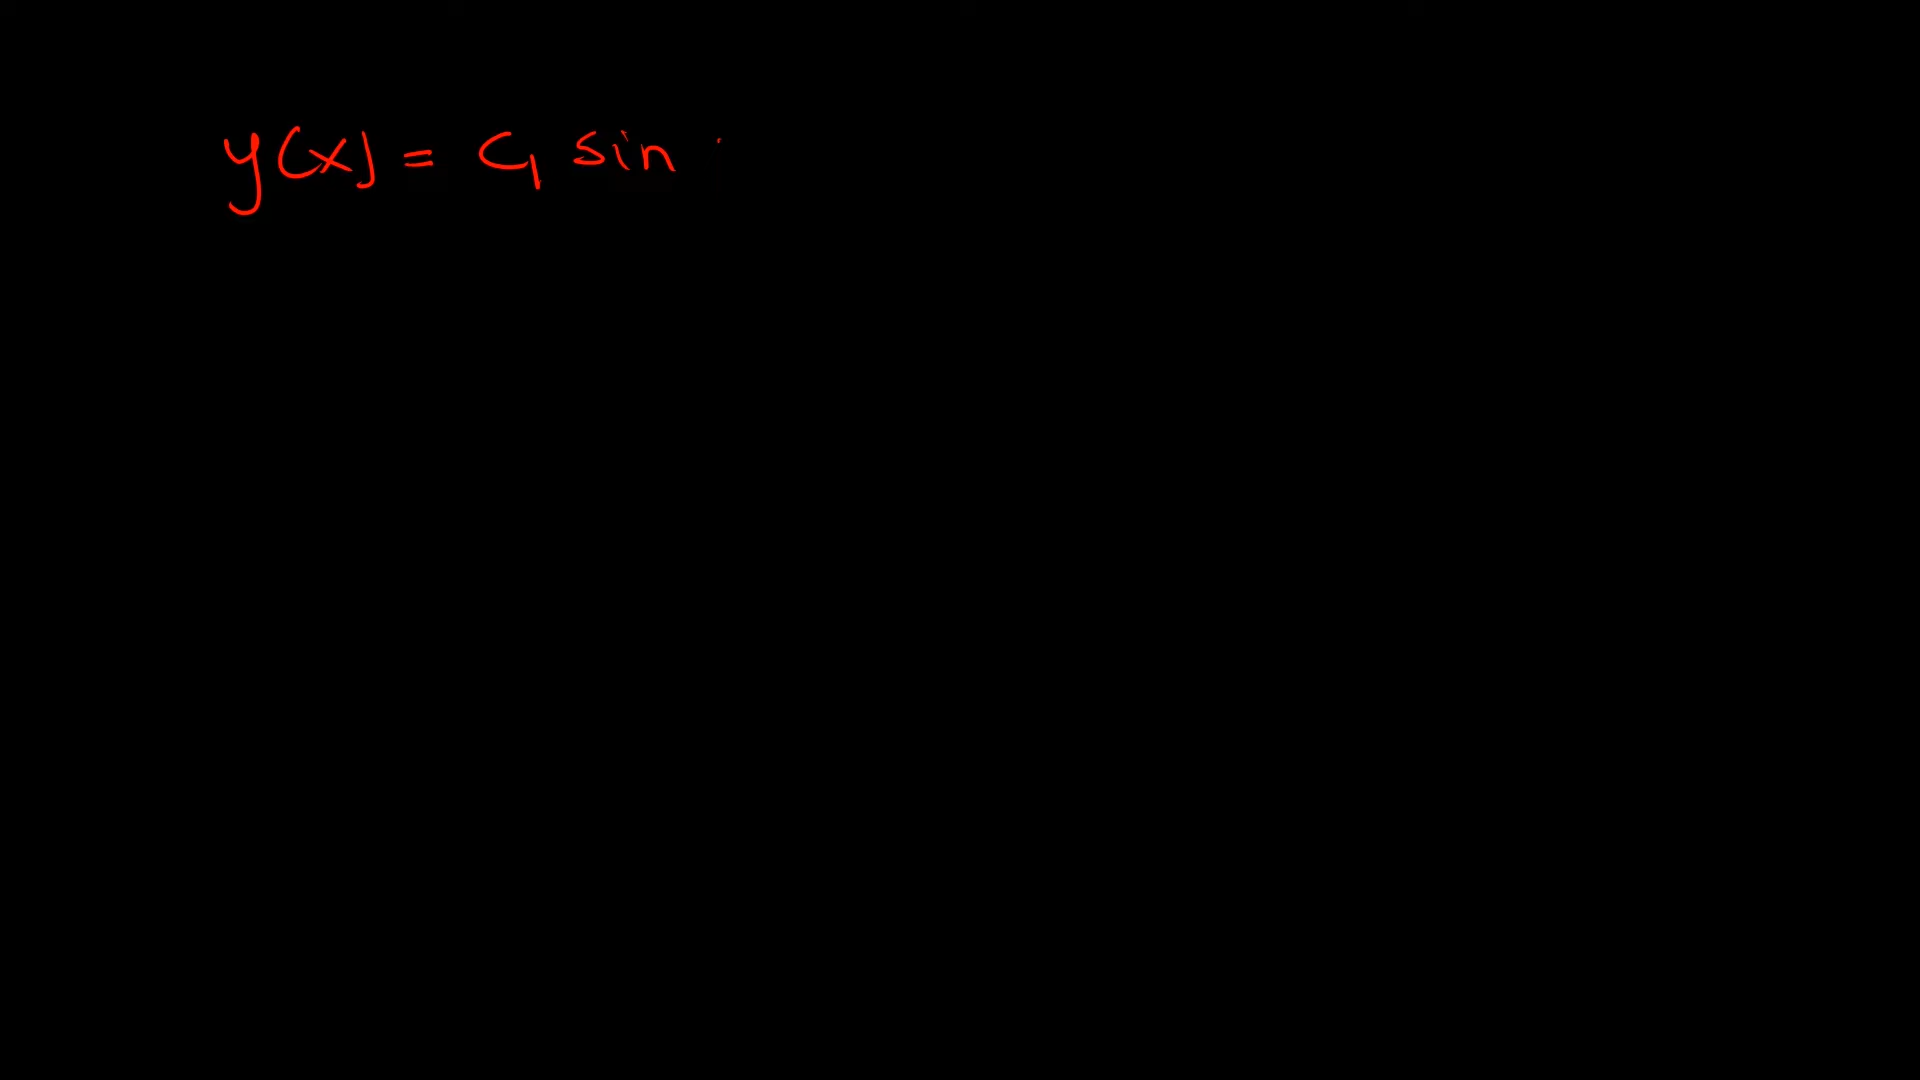 y(x) = c₁ sin